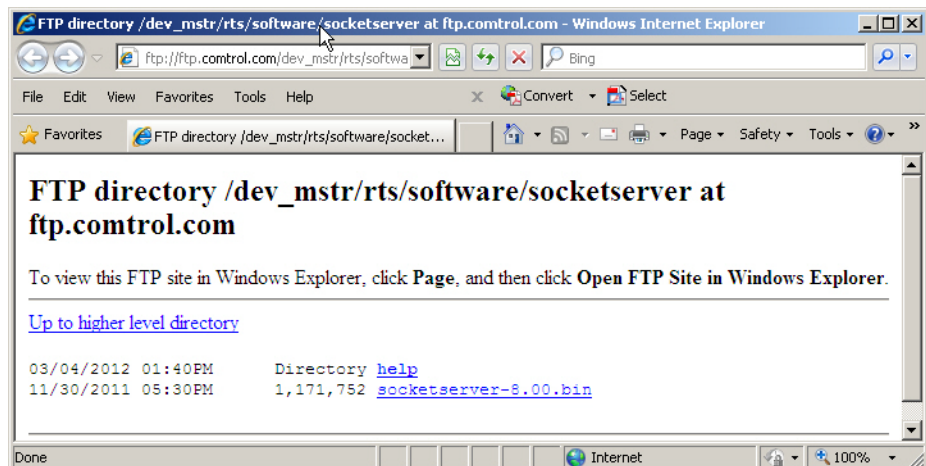 FTP directory /dev_mstr/rts/software/socketserver at ftp.comtrol.com - Windows Internet Explorer
ftp://ftp.comtrol.com/dev_mstr/rts/softwa
Bing
File Edit View Favorites Tools Help x Convert Select
Favorites FTP directory /dev_mstr/rts/software/socket... Page Safety Tools »
FTP directory /dev_mstr/rts/software/socketserver at
ftp.comtrol.com
To view this FTP site in Windows Explorer, click Page, and then click Open FTP Site in Windows Explorer.
Up to higher level directory
03/04/2012 01:40PM Directory help
11/30/2011 05:30PM 1,171,752 socketserver-8.00.bin
Done Internet 100%